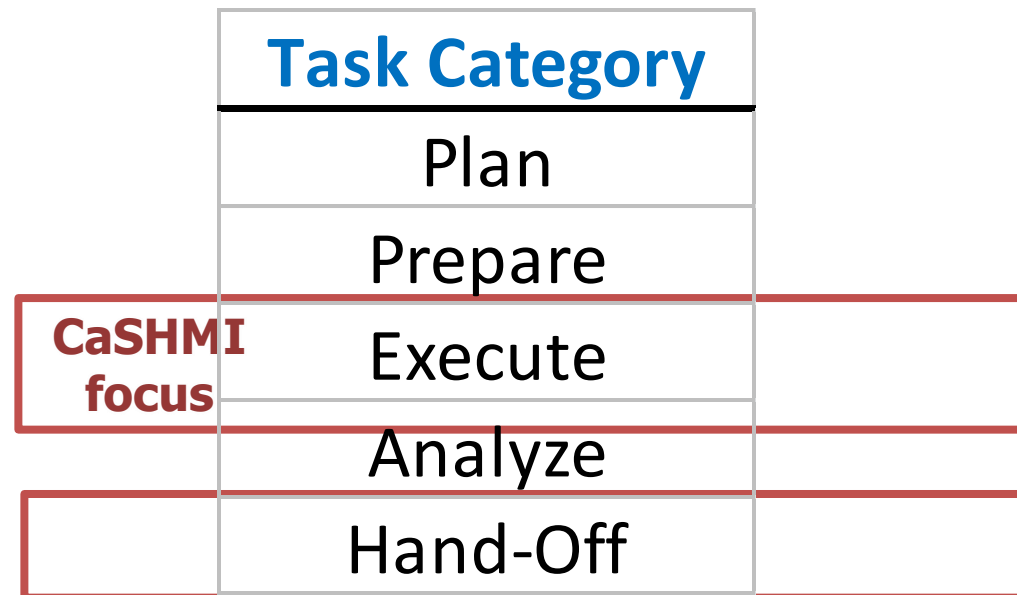 Task Category
Plan
Prepare
CaSHMI
focus
Execute
Analyze
Hand-Off